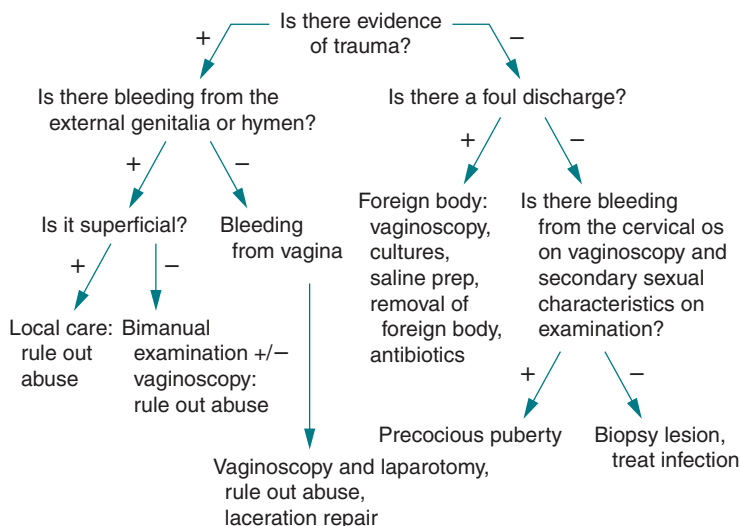 Is there evidence
of trauma?
+
−
Is there bleeding from the
external genitalia or hymen?
Is there a foul discharge?
+
−
+
−
Is it superficial?
Bleeding
from vagina
Foreign body:
vaginoscopy,
cultures,
saline prep,
removal of
foreign body,
antibiotics
Is there bleeding
from the cervical os
on vaginoscopy and
secondary sexual
characteristics on
examination?
+
−
Local care:
rule out
abuse
Bimanual
examination +/−
vaginoscopy:
rule out abuse
+
−
Precocious puberty
Biopsy lesion,
treat infection
Vaginoscopy and laparotomy,
rule out abuse,
laceration repair